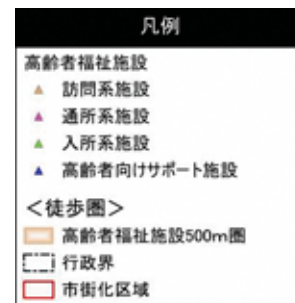 凡例
高齢者福祉施設
訪問系施設
通所系施設
入所系施設
高齢者向けサポート施設
＜徒歩圏＞
高齢者福祉施設500m圏
行政界
市街化区域